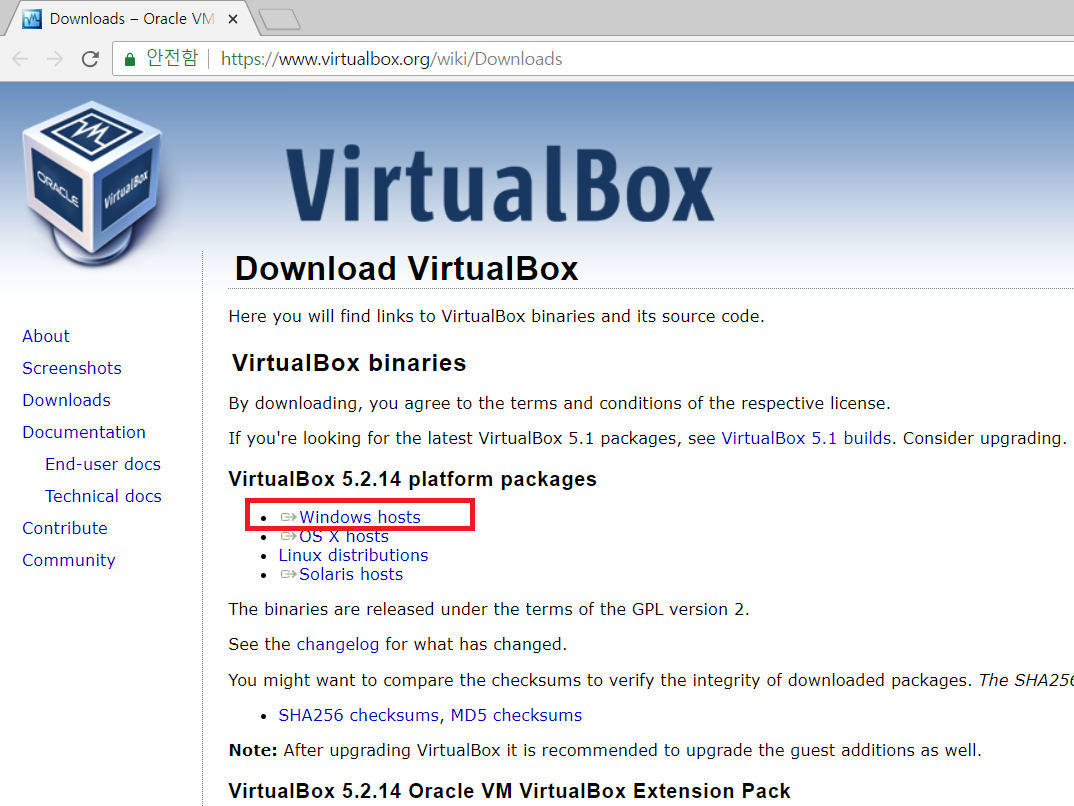 Downloads – Oracle VM
안전함 https://www.virtualbox.org/wiki/Downloads
ORACLE
VirtualBox
VirtualBox
Download VirtualBox
Here you will find links to VirtualBox binaries and its source code.
VirtualBox binaries
By downloading, you agree to the terms and conditions of the respective license.
If you're looking for the latest VirtualBox 5.1 packages, see VirtualBox 5.1 builds. Consider upgrading.
VirtualBox 5.2.14 platform packages
Windows hosts
OS X hosts
Linux distributions
Solaris hosts
The binaries are released under the terms of the GPL version 2.
See the changelog for what has changed.
You might want to compare the checksums to verify the integrity of downloaded packages. The SHA256
SHA256 checksums, MD5 checksums
Note: After upgrading VirtualBox it is recommended to upgrade the guest additions as well.
VirtualBox 5.2.14 Oracle VM VirtualBox Extension Pack
About
Screenshots
Downloads
Documentation
End-user docs
Technical docs
Contribute
Community